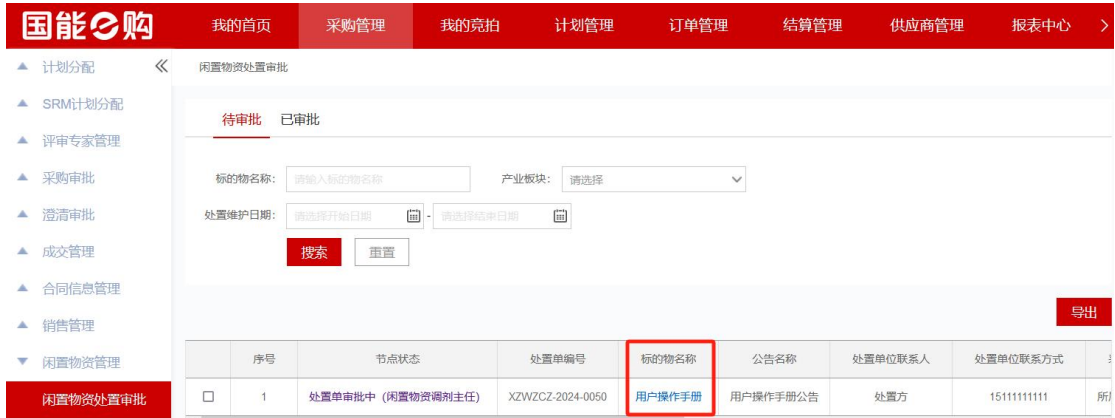 国能e购 我的首页 采购管理 我的竞拍 计划管理 订单管理 结算管理 供应商管理 报表中心
计划分配
SRM计划分配
评审专家管理
采购审批
澄清审批
成交管理
合同信息管理
销售管理
闲置物资管理
闲置物资处置审批
闲置物资处置审批
待审批 已审批
标的物名称: 请输入标的物名称 产业板块: 请选择
处置维护日期: 请选择开始日期 - 请选择结束日期
搜索 重置
导出
序号 节点状态 处置单编号 标的物名称 公告名称 处置单位联系人 处置单位联系方式
1 处置单审批中 (闲置物资调剂主任) XZWZCZ-2024-0050 用户操作手册 用户操作手册公告 处置方 15111111111 所